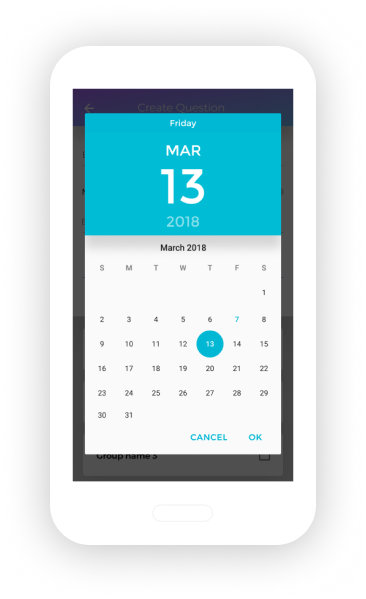 Create Question
Friday
MAR
13
2018
March 2018
S M T W T F S
1
2 3 4 5 6 7 8
9 10 11 12 13 14 15
16 17 18 19 20 21 22
23 24 25 26 27 28 29
30 31
CANCEL OK
Group name 3